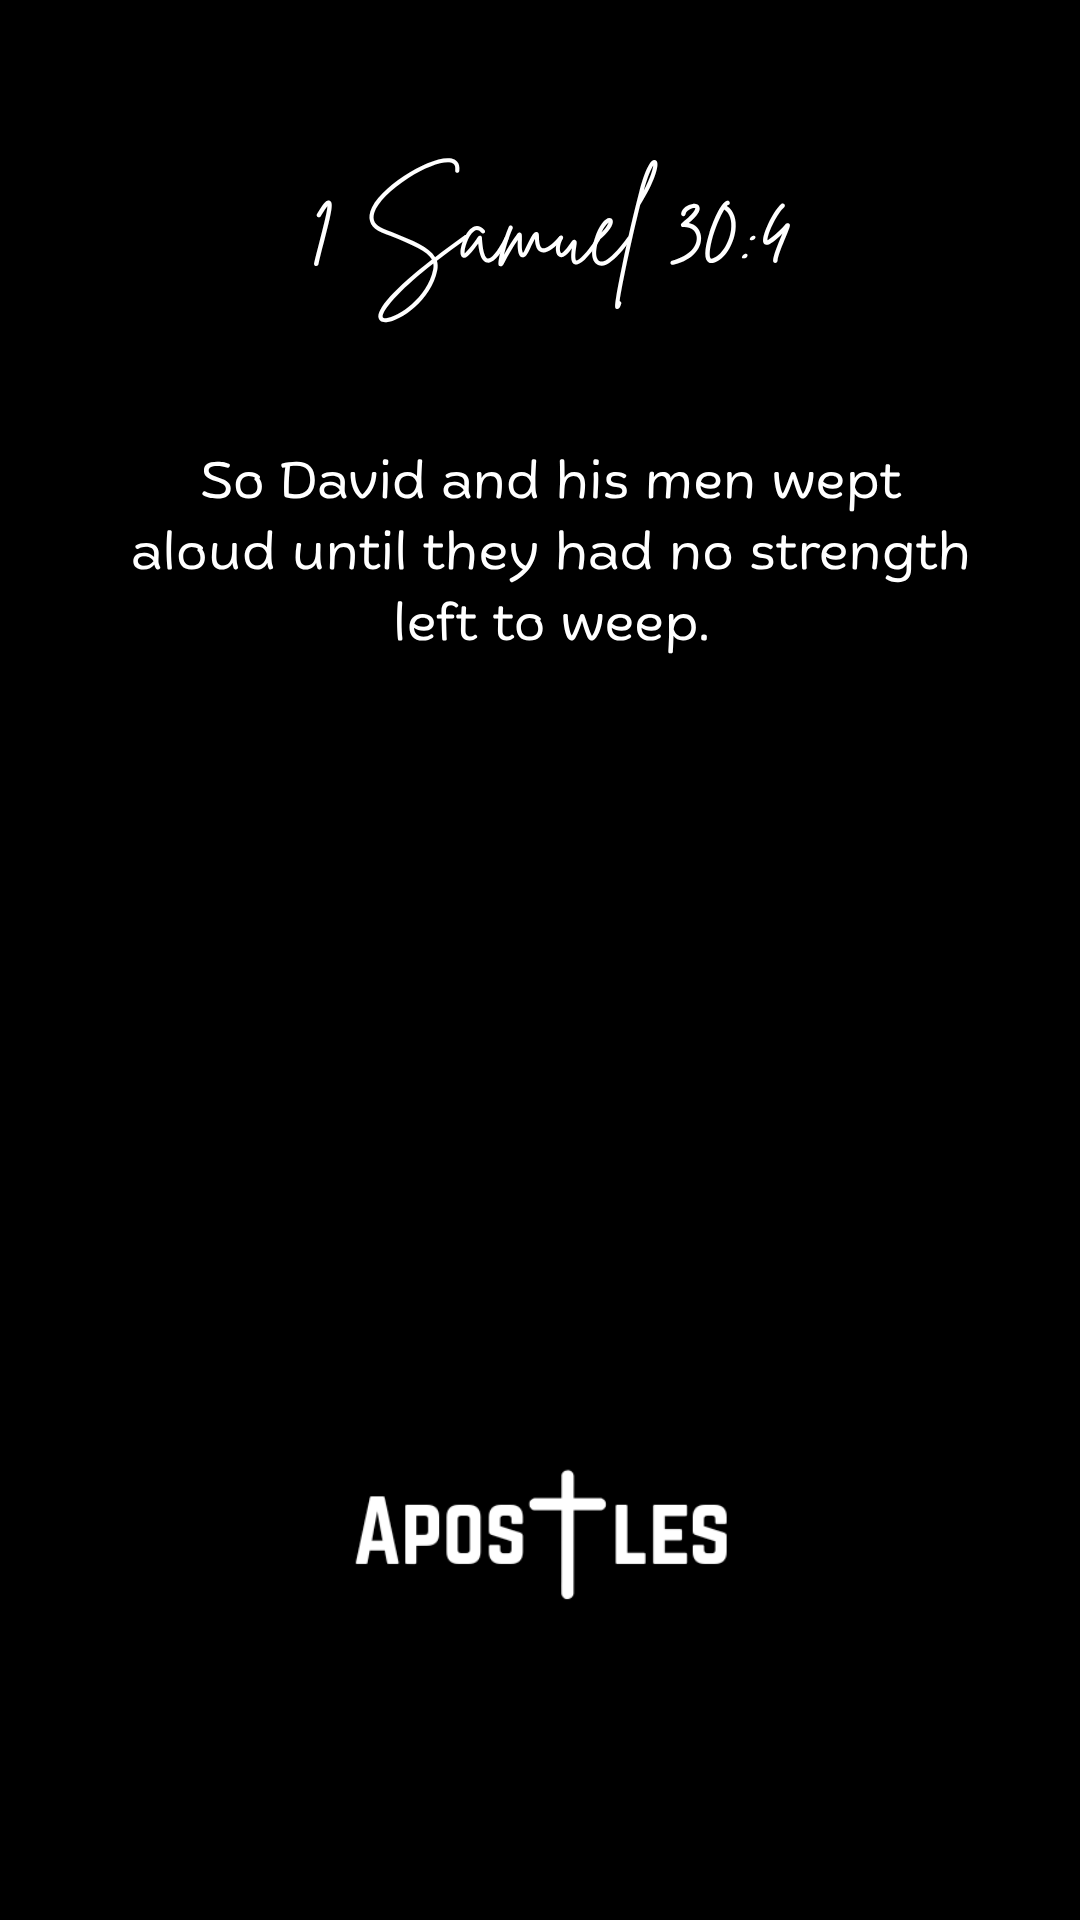 1 Samuel 30:4
So David and his men wept
aloud until they had no strength
left to weep.
APOSTLES